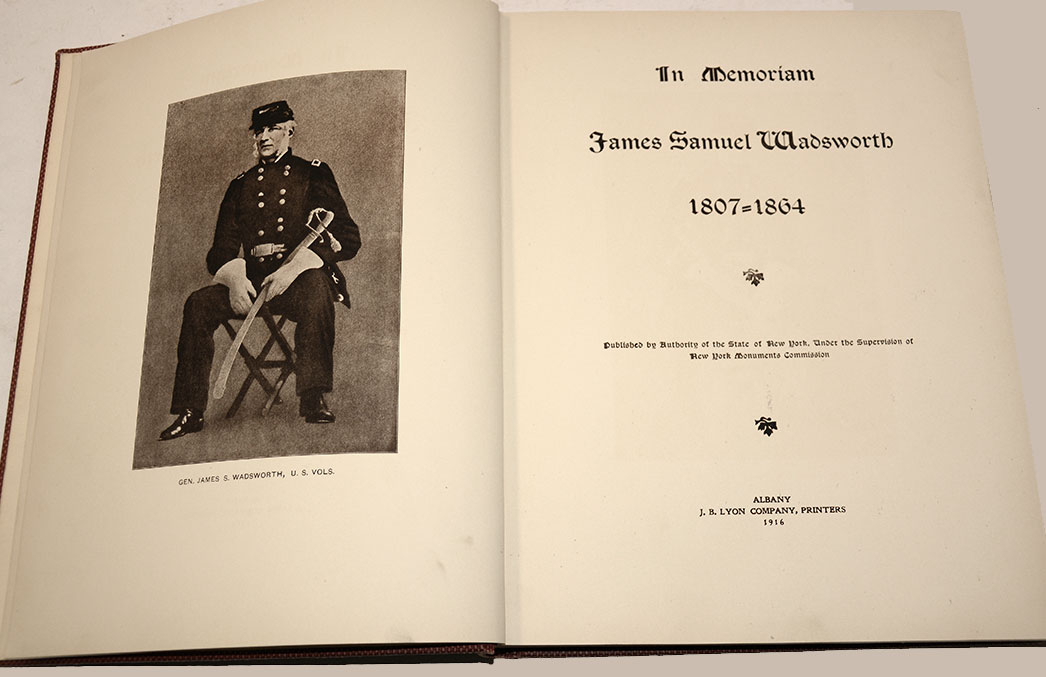 GEN. JAMES S. WADSWORTH, U. S. VOLS.
In Memoriam
James Samuel Wadsworth
1807=1864
Published by Authority of the State of New York, Under the Supervision of
New York Monuments Commission
ALBANY
J. B. LYON COMPANY, PRINTERS
1916